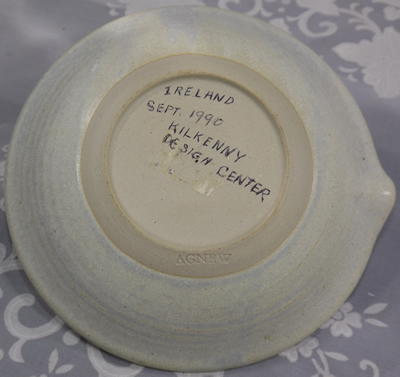 IRELAND
SEPT. 1990
KILKENNY
DESIGN CENTER
AGNEW